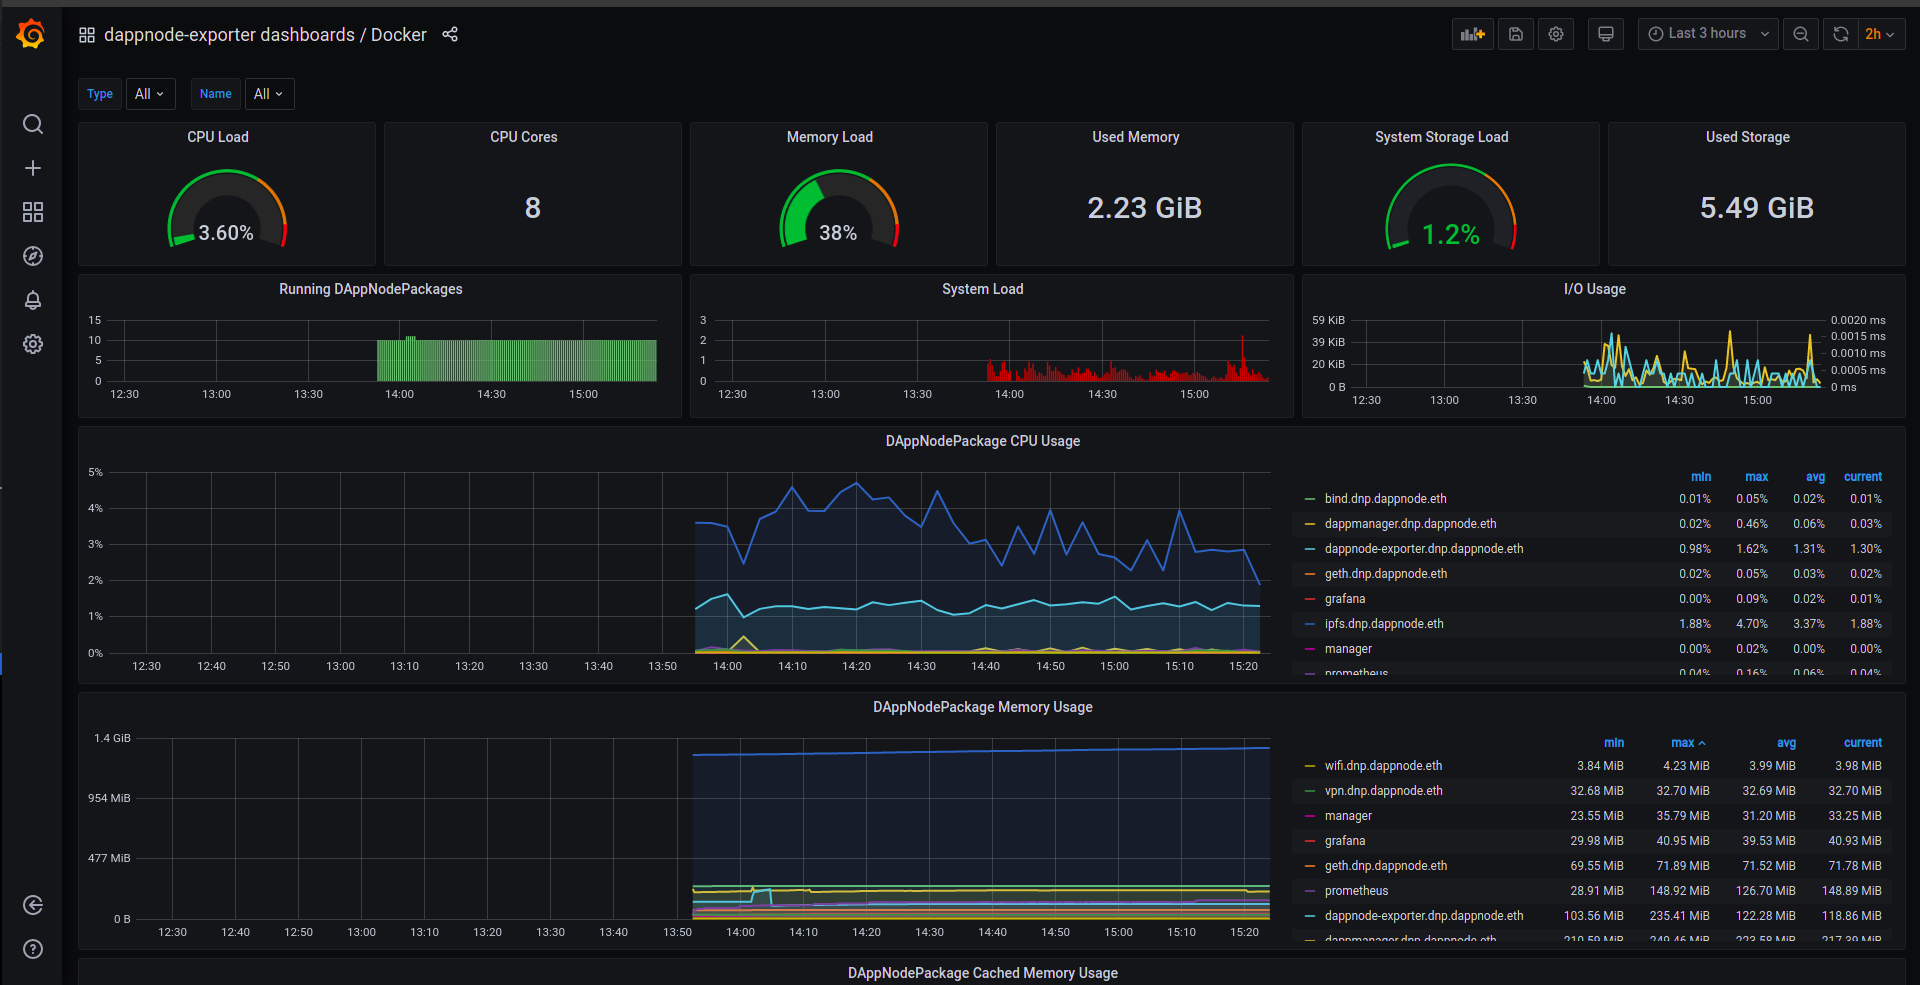 dappnode-exporter dashboards / Docker
Last 3 hours
2h
Type All Name All
CPU Load
3.60%
CPU Cores
8
Memory Load
38%
Used Memory
2.23 GiB
System Storage Load
1.2%
Used Storage
5.49 GiB
Running DAppNodePackages
15
10
5
0
12:30 13:00 13:30 14:00 14:30 15:00
System Load
3
2
1
0
12:30 13:00 13:30 14:00 14:30 15:00
I/O Usage
59 KiB
39 KiB
20 KiB
0 B
0.0020 ms
0.0015 ms
0.0010 ms
0.0005 ms
0 ms
12:30 13:00 13:30 14:00 14:30 15:00
DAppNodePackage CPU Usage
5%
4%
3%
2%
1%
0%
12:30 12:40 12:50 13:00 13:10 13:20 13:30 13:40 13:50 14:00 14:10 14:20 14:30 14:40 14:50 15:00 15:10 15:20
min max avg current
bind.dnp.dappnode.eth 0.01% 0.05% 0.02% 0.01%
dappmanager.dnp.dappnode.eth 0.02% 0.46% 0.06% 0.03%
dappnode-exporter.dnp.dappnode.eth 0.98% 1.62% 1.31% 1.30%
geth.dnp.dappnode.eth 0.02% 0.05% 0.03% 0.02%
grafana 0.00% 0.09% 0.02% 0.01%
ipfs.dnp.dappnode.eth 1.88% 4.70% 3.37% 1.88%
manager 0.00% 0.02% 0.00% 0.00%
prometheus 0.04% 0.16% 0.06% 0.04%
DAppNodePackage Memory Usage
1.4 GiB
954 MiB
477 MiB
0 B
12:30 12:40 12:50 13:00 13:10 13:20 13:30 13:40 13:50 14:00 14:10 14:20 14:30 14:40 14:50 15:00 15:10 15:20
min max avg current
wifi.dnp.dappnode.eth 3.84 MiB 4.23 MiB 3.99 MiB 3.98 MiB
vpn.dnp.dappnode.eth 32.68 MiB 32.70 MiB 32.69 MiB 32.70 MiB
manager 23.55 MiB 35.79 MiB 31.20 MiB 33.25 MiB
grafana 29.98 MiB 40.95 MiB 39.53 MiB 40.93 MiB
geth.dnp.dappnode.eth 69.55 MiB 71.89 MiB 71.52 MiB 71.78 MiB
prometheus 28.91 MiB 148.92 MiB 126.70 MiB 148.89 MiB
dappnode-exporter.dnp.dappnode.eth 103.56 MiB 235.41 MiB 122.28 MiB 118.86 MiB
dappmanager.dnp.dappnode.eth 210.59 MiB 249.46 MiB 223.58 MiB 217.39 MiB
DAppNodePackage Cached Memory Usage